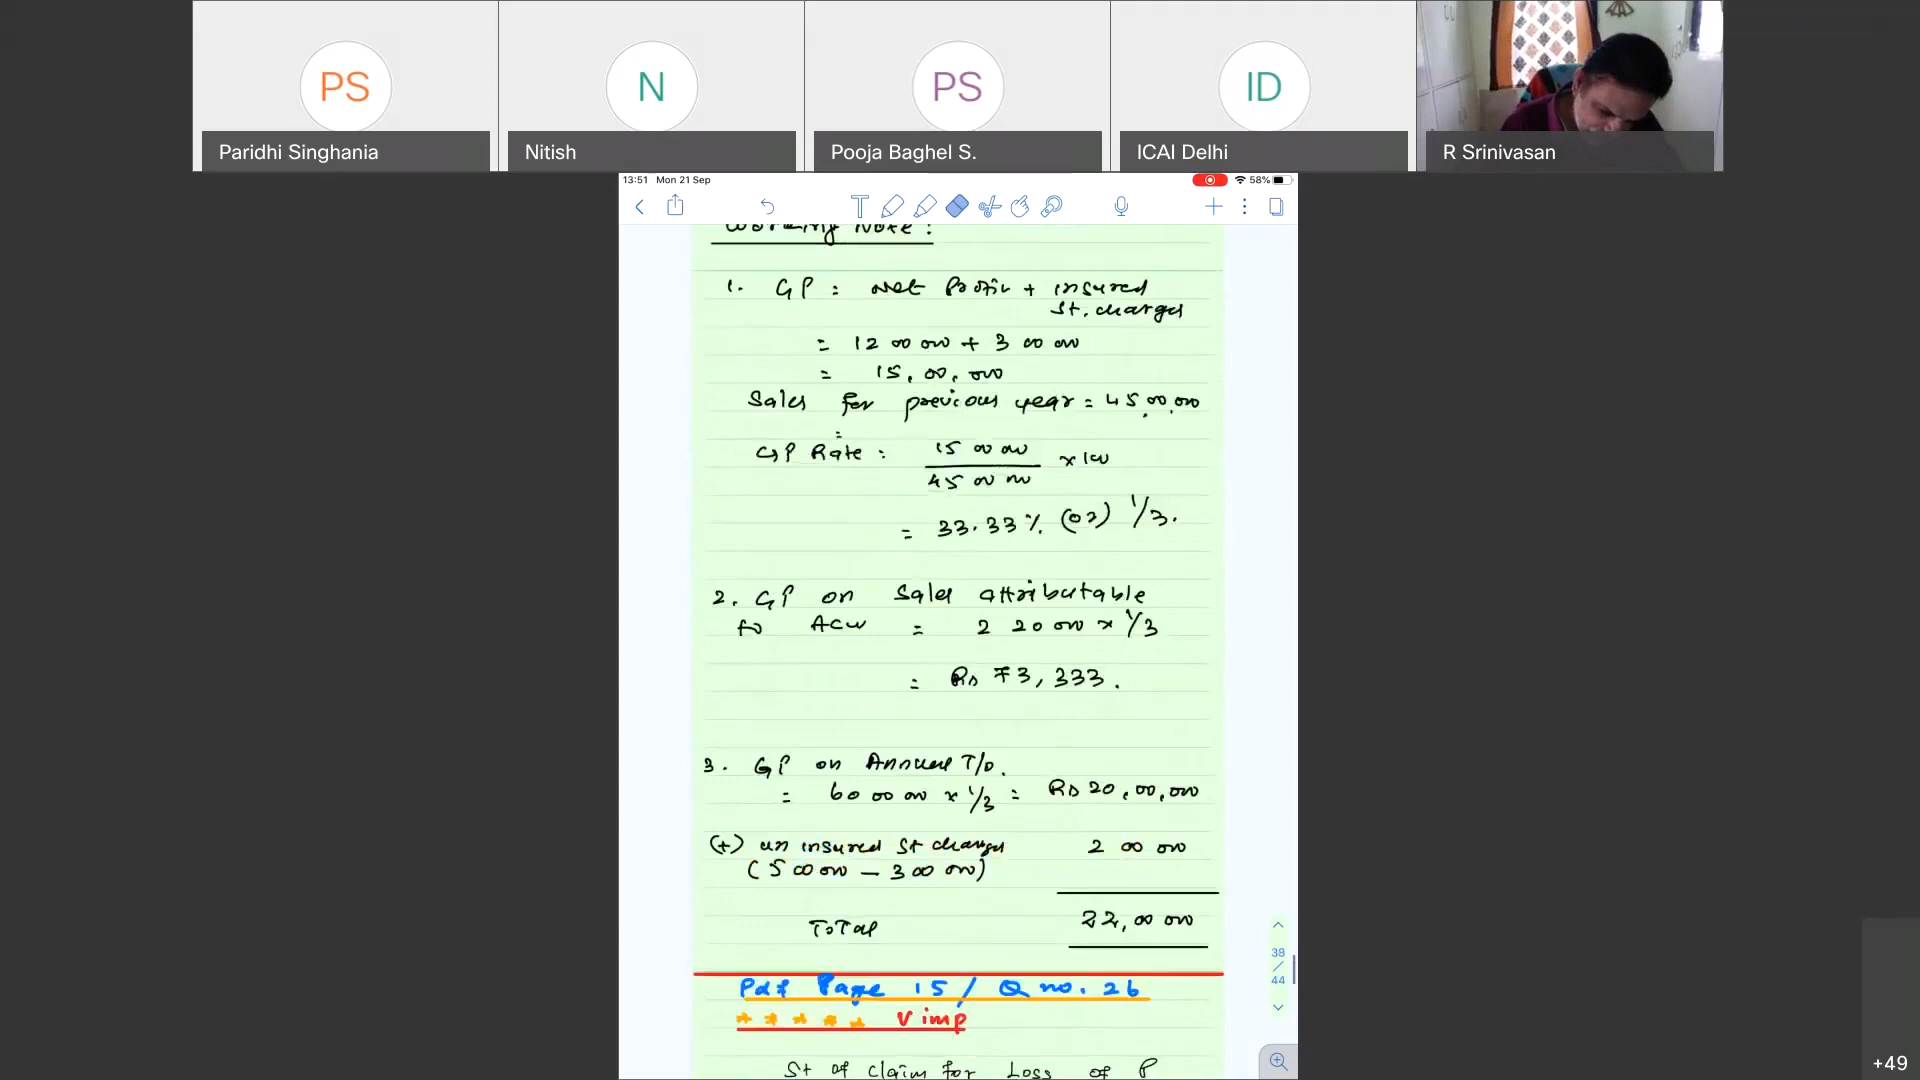 PS
N
PS
ID
Paridhi Singhania
Nitish
Pooja Baghel S.
ICAI Delhi
R Srinivasan
13:51 Mon 21 Sep
58%
Working Note :
1. GP = Net Profit + insured
St. charges
= 12 00 000 + 3 00 000
= 15,00,000
Sales for previous year = 45,00,000
GP Rate = 15 00 000
x 100
45 00 000
= 33.33 % (or) 1/3.
2. GP on Sales attributable
to ACW = 2 20 000 x 1/3
= Rs 73,333.
3. GP on Annual T/O.
= 60 00 000 x 1/3 = Rs 20,00,000
(+) un insured St charges 2 00 000
(5 00 000 - 3 00 000)
Total 22,00 000
38
/
44
Pdf Page 15 / Q no. 26
V imp
St of claim for Loss of P
+49